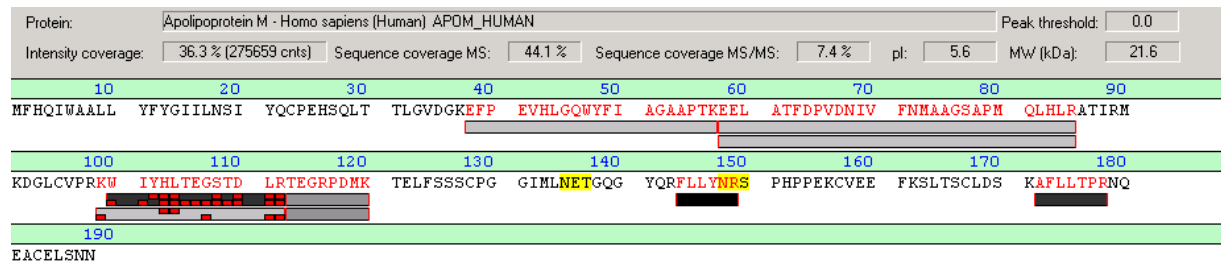 Protein: Apolipoprotein M - Homo sapiens (Human) APOM_HUMAN Peak threshold: 0.0
Intensity coverage: 36.3 % (275659 cnts) Sequence coverage MS: 44.1 % Sequence coverage MS/MS: 7.4 % pI: 5.6 MW (kDa): 21.6
10 20 30 40 50 60 70 80 90
MFHQIWAALL YFYGIILNSI YQCPEHSQLT TLGVDGKEFP EVHLGQWYFI AGAAPTKEEL ATFDPVDNIV FNMAAGSAPM QLHLRATIRM
100 110 120 130 140 150 160 170 180
KDGLCVPRKW IYHLTEGSTD LRTEGRPDMK TELFSSSCPG GIMLNETGQG YQRFLLYNRS PHPPEKCVEE FKSLTSCLDS KAFLLTPRNQ
190
EACELSNN